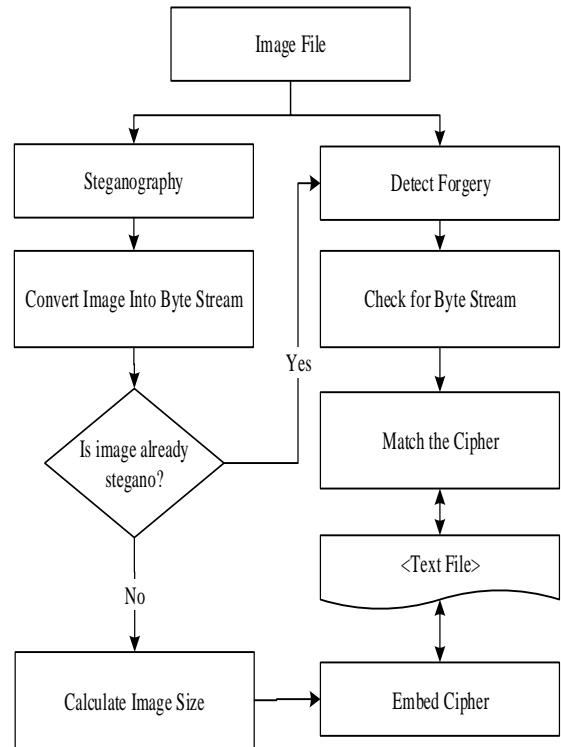 Image File
Steganography
Detect Forgery
Convert Image Into Byte Stream
Check for Byte Stream
Yes
Is image already
stegano?
Match the Cipher
<Text File>
No
Calculate Image Size
Embed Cipher